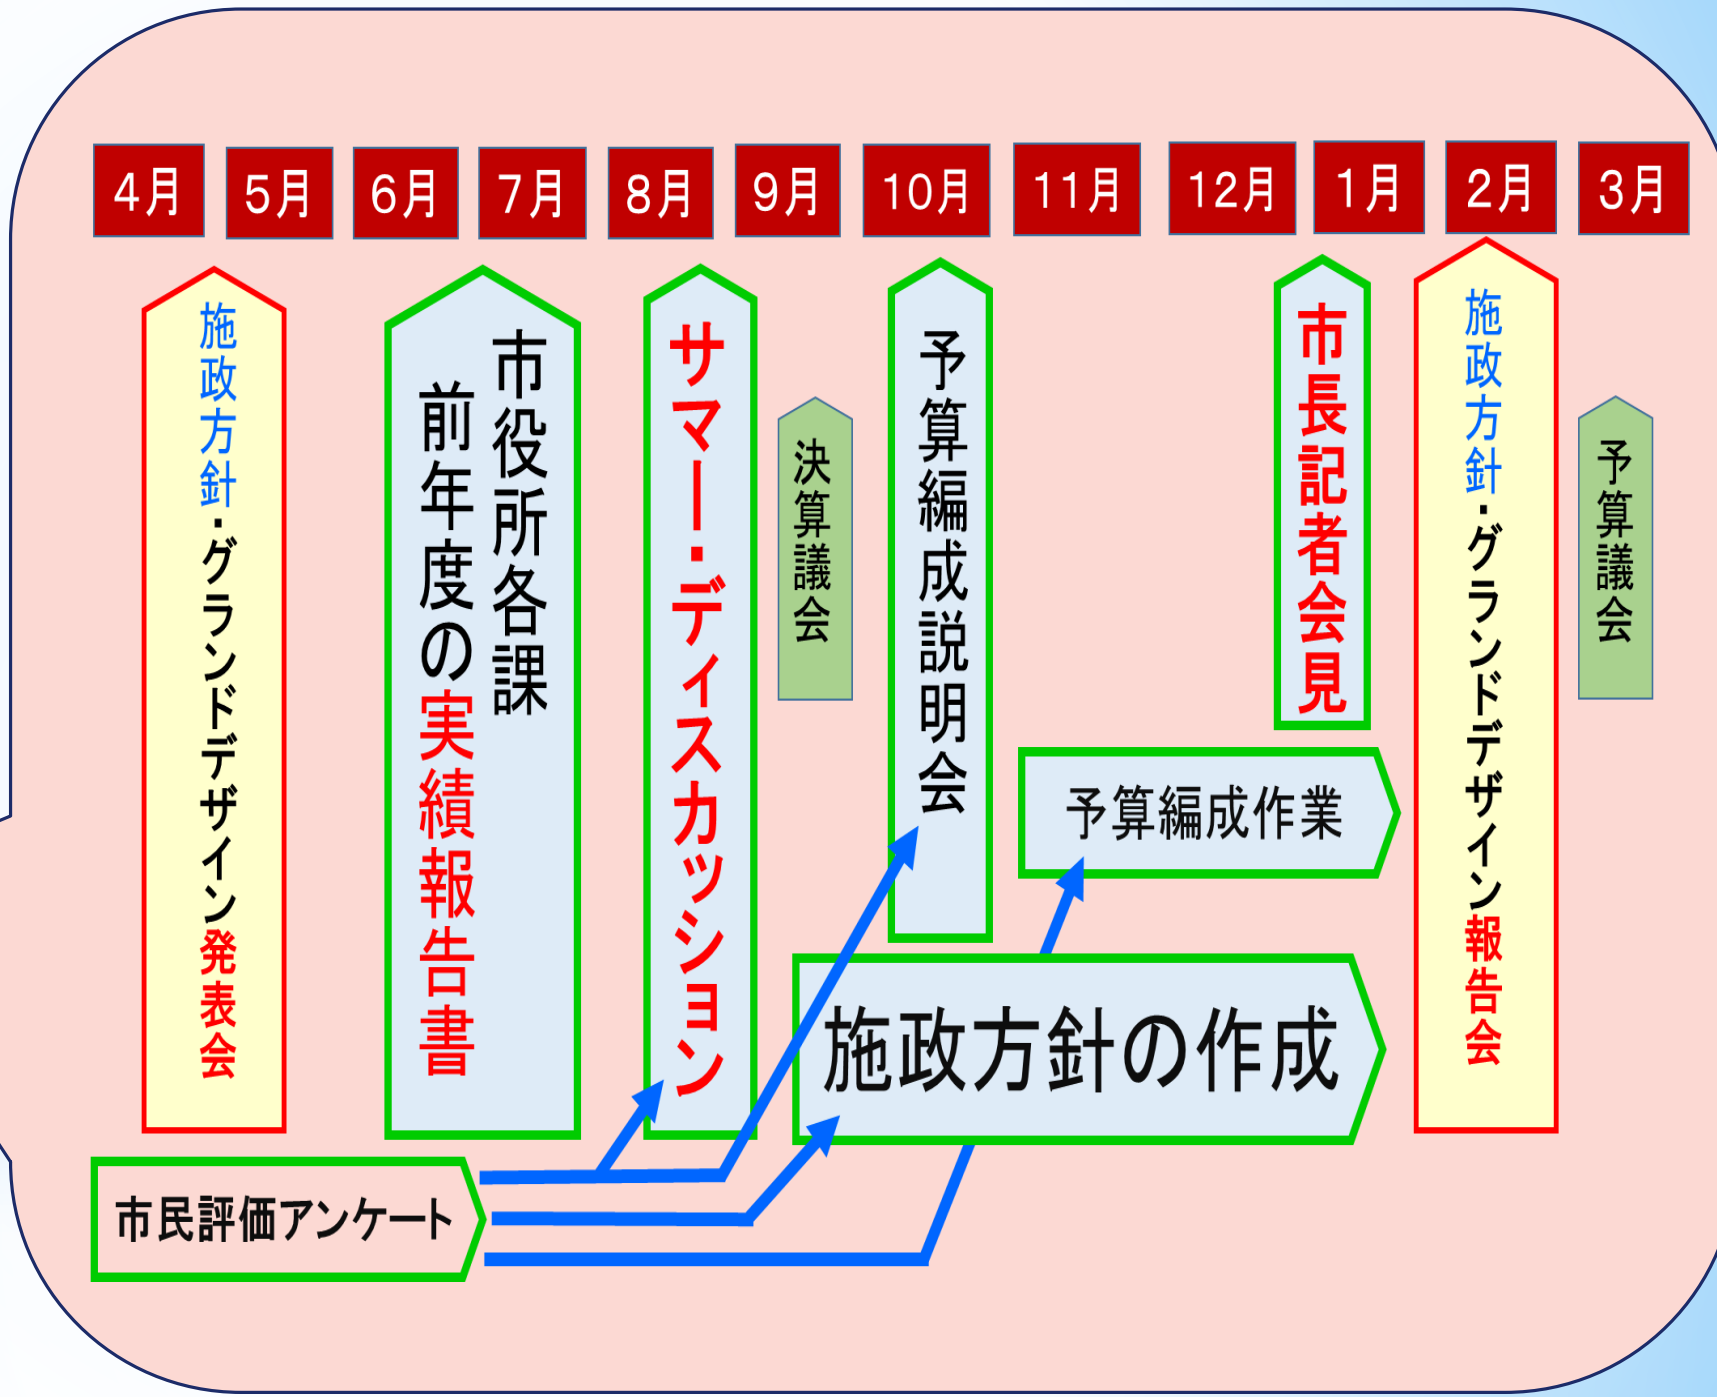 4月
5月
6月
7月
8月
9月
10月
11月
12月
1月
2月
3月
施政方針・グランドデザイン発表会
市役所各課
前年度の実績報告書
サマー・ディスカッション
決算議会
予算編成説明会
市長記者会見
施政方針・グランドデザイン報告会
予算議会
予算編成作業
施政方針の作成
市民評価アンケート